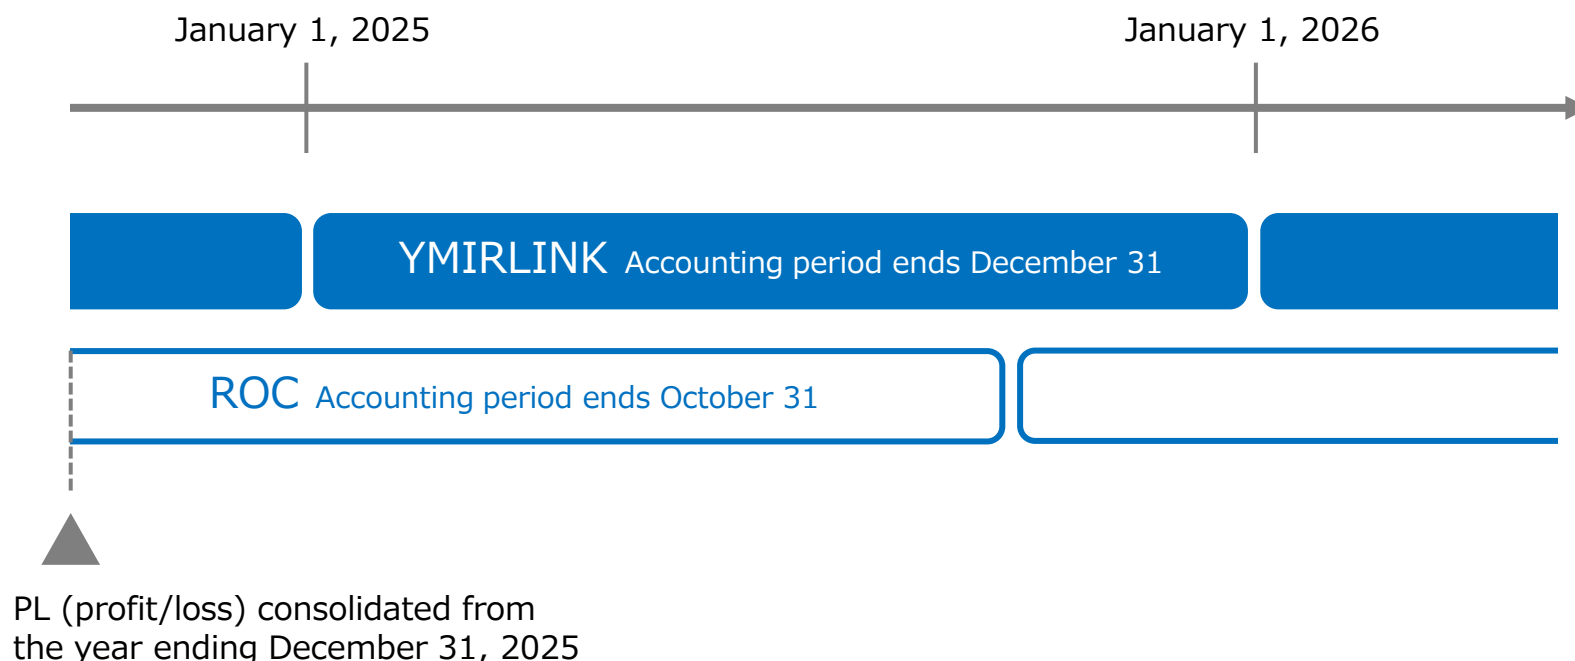 January 1, 2025
January 1, 2026
YMIRLINK Accounting period ends December 31
ROC Accounting period ends October 31
PL (profit/loss) consolidated from
the year ending December 31, 2025